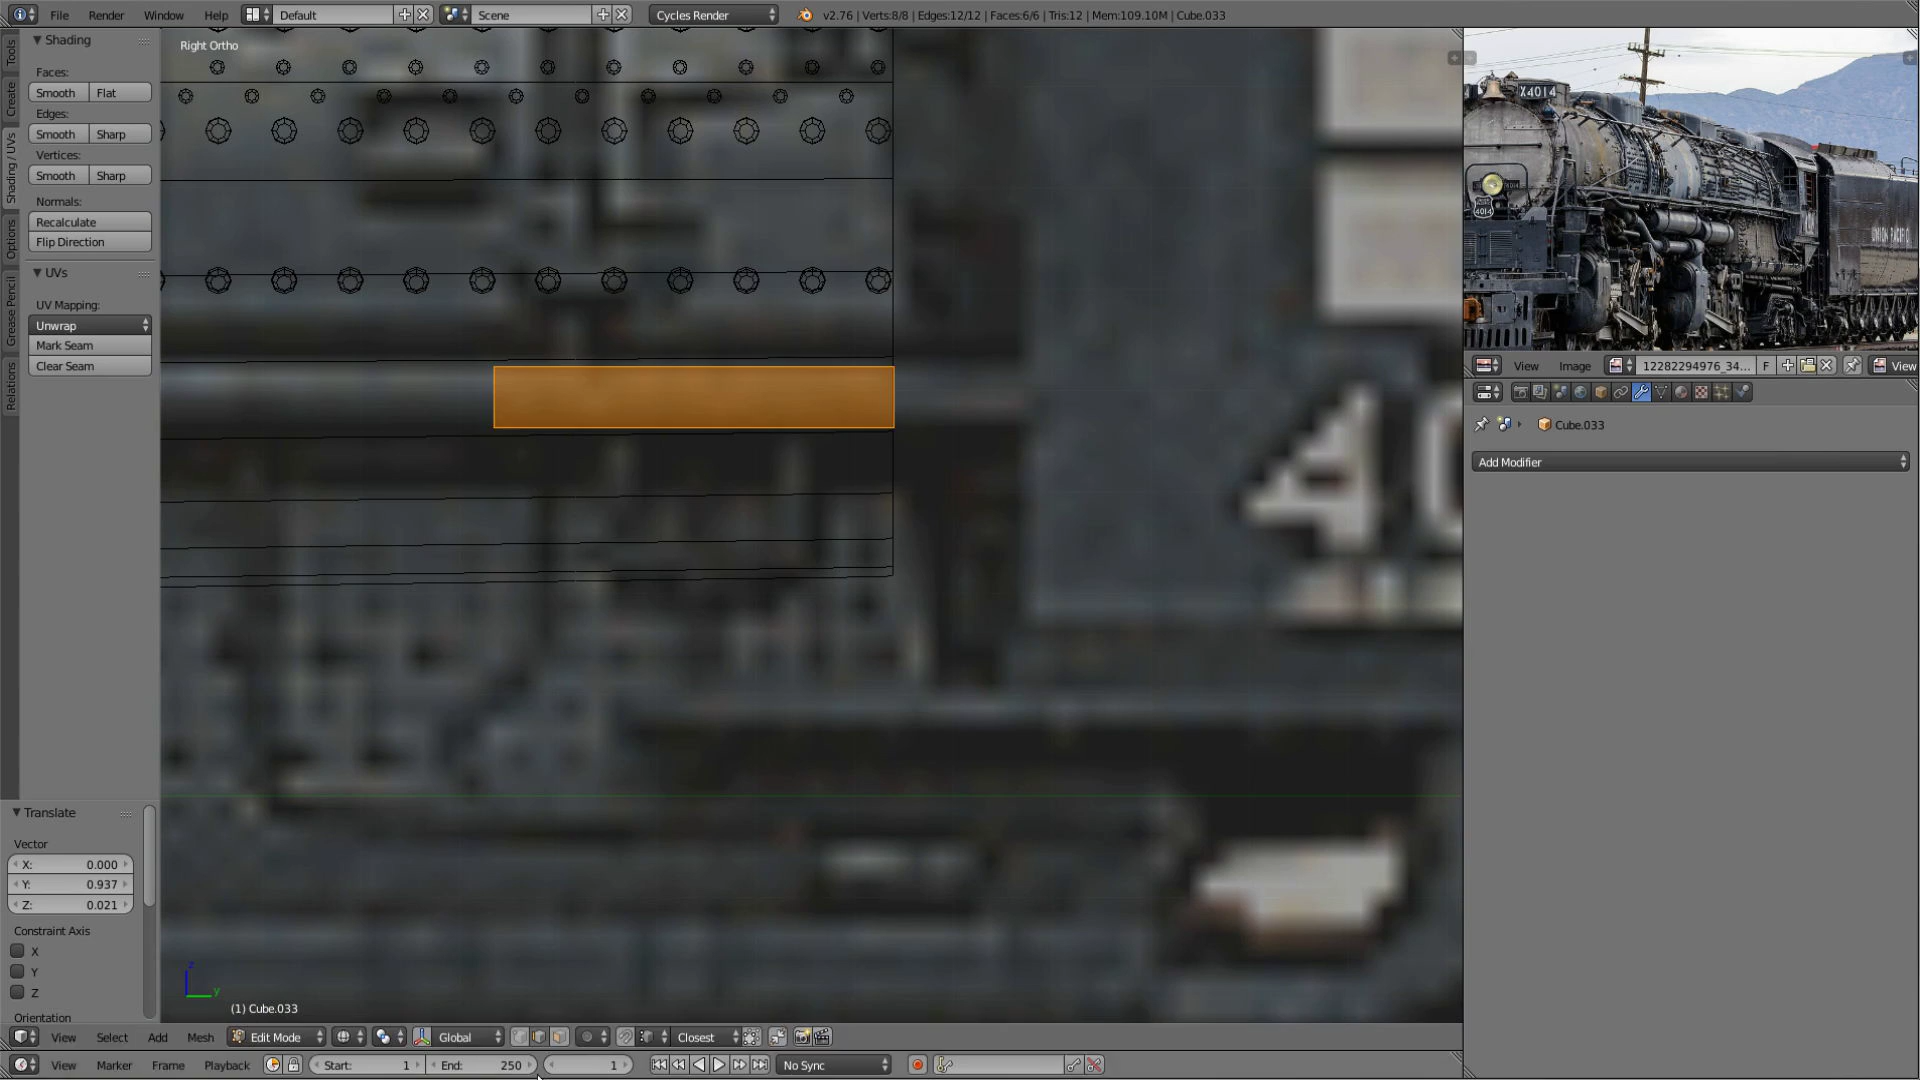 File Render Window Help Default Scene Cycles Render v2.76 | Verts:8/8 | Edges:12/12 | Faces:6/6 | Tris:12 | Mem:109.10M | Cube.033
Tools
Create
Shading / UVs
Options
Grease Pencil
Relations
Shading
Faces:
Smooth Flat
Edges:
Smooth Sharp
Vertices:
Smooth Sharp
Normals:
Recalculate
Flip Direction
UVs
UV Mapping:
Unwrap
Mark Seam
Clear Seam
Translate
Vector
X: 0.000
Y: 0.937
Z: 0.021
Constraint Axis
X
Y
Z
Orientation
Right Ortho
40
z
y
(1) Cube.033
X4014
4014
UNION PACIFIC
View Image 12282294976_34... F View
Cube.033
Add Modifier
View Select Add Mesh Edit Mode Global Closest
View Marker Frame Playback Start: 1 End: 250 1 No Sync